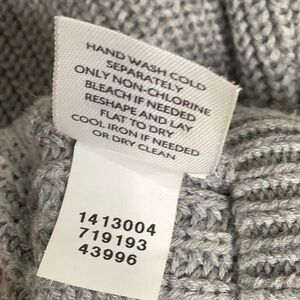 HAND WASH COLD
SEPARATELY
ONLY NON-CHLORINE
BLEACH IF NEEDED
RESHAPE AND LAY
FLAT TO DRY
COOL IRON IF NEEDED
OR DRY CLEAN
1413004
719193
43996